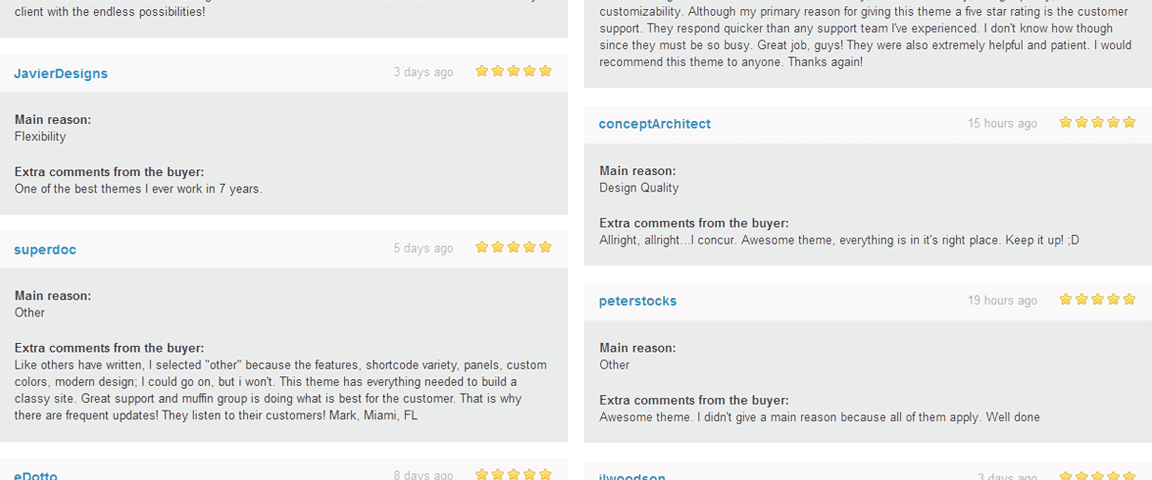 client with the endless possibilities!
JavierDesigns 3 days ago
Main reason:
Flexibility
Extra comments from the buyer:
One of the best themes I ever work in 7 years.
superdoc 5 days ago
Main reason:
Other
Extra comments from the buyer:
Like others have written, I selected "other" because the features, shortcode variety, panels, custom
colors, modern design; I could go on, but i won't. This theme has everything needed to build a
classy site. Great support and muffin group is doing what is best for the customer. That is why
there are frequent updates! They listen to their customers! Mark, Miami, FL
eDotto 8 days ago
customizability. Although my primary reason for giving this theme a five star rating is the customer
support. They respond quicker than any support team I've experienced. I don't know how though
since they must be so busy. Great job, guys! They were also extremely helpful and patient. I would
recommend this theme to anyone. Thanks again!
conceptArchitect 15 hours ago
Main reason:
Design Quality
Extra comments from the buyer:
Allright, allright...I concur. Awesome theme, everything is in it's right place. Keep it up! ;D
peterstocks 19 hours ago
Main reason:
Other
Extra comments from the buyer:
Awesome theme. I didn't give a main reason because all of them apply. Well done
3 days ago